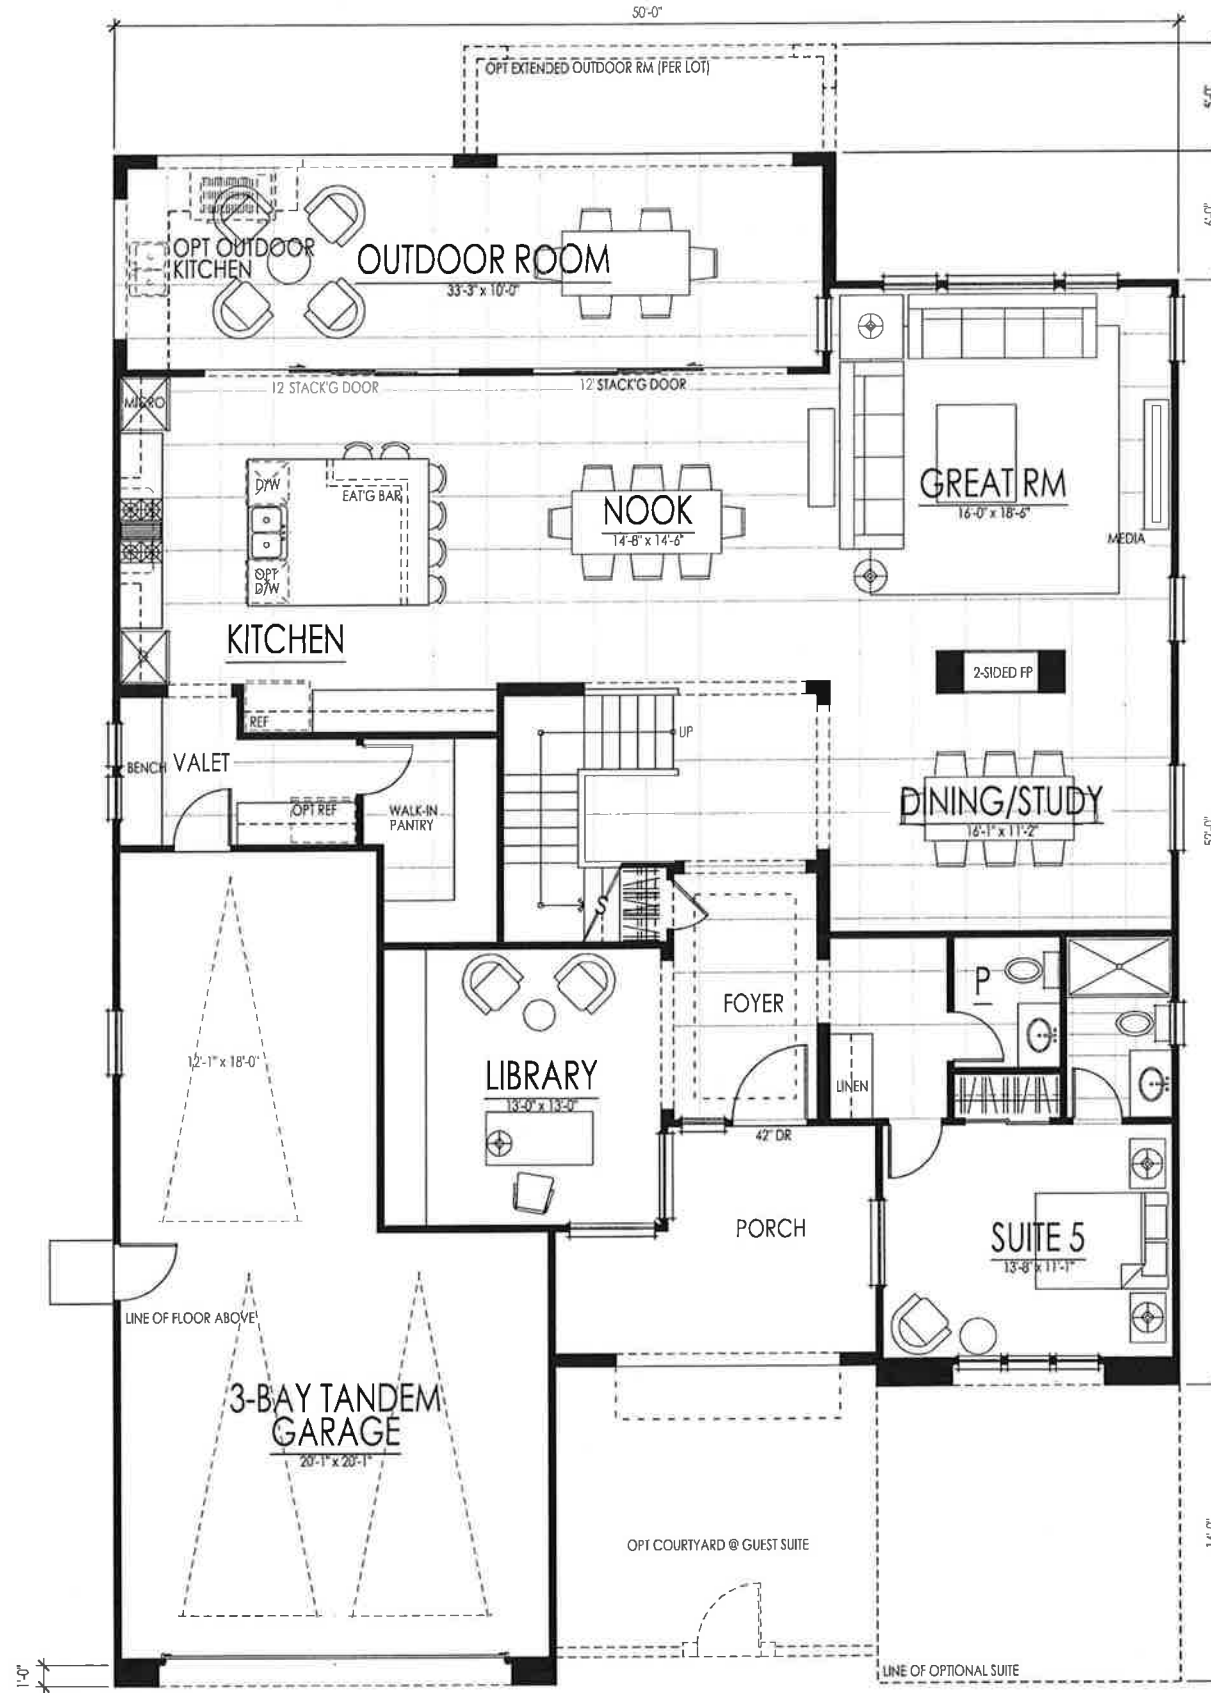 50'-0"
OPT EXTENDED OUTDOOR RM (PER LOT)
6'-0"
OPT OUTDOOR
KITCHEN
OUTDOOR ROOM
33'-3" x 10'-0"
12' STACK'G DOOR
12' STACK'G DOOR
MICRO
D/W
EAT'G BAR
OPT
D/W
NOOK
14'-8" x 14'-6"
GREAT RM
16'-0" x 18'-6"
MEDIA
KITCHEN
2-SIDED FP
REF
UP
BENCH
VALET
OPT REF
WALK-IN
PANTRY
DINING/STUDY
16'-1" x 11'-2"
S
P
FOYER
12'-1" x 18'-0"
LIBRARY
13'-0" x 13'-0"
LINEN
42" DR
PORCH
SUITE 5
13'-8" x 11'-1"
LINE OF FLOOR ABOVE
3-BAY TANDEM
GARAGE
20'-1" x 20'-1"
OPT COURTYARD @ GUEST SUITE
LINE OF OPTIONAL SUITE
1'-0"